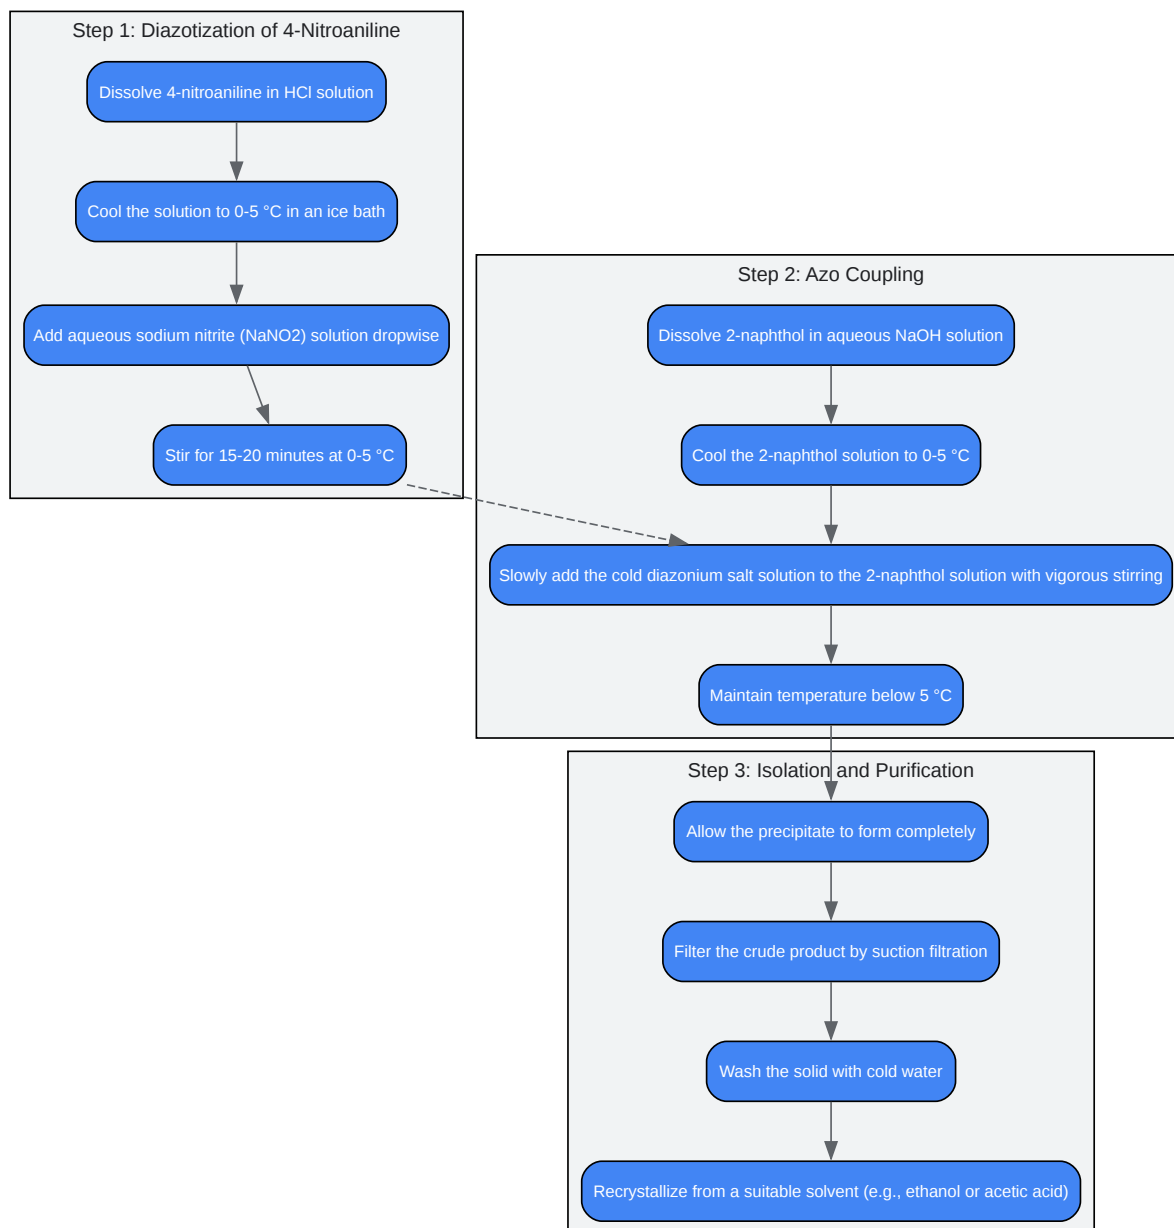 Step 1: Diazotization of 4-Nitroaniline
Dissolve 4-nitroaniline in HCl solution
Cool the solution to 0-5 °C in an ice bath
Add aqueous sodium nitrite (NaNO2) solution dropwise
Stir for 15-20 minutes at 0-5 °C
Step 2: Azo Coupling
Dissolve 2-naphthol in aqueous NaOH solution
Cool the 2-naphthol solution to 0-5 °C
Slowly add the cold diazonium salt solution to the 2-naphthol solution with vigorous stirring
Maintain temperature below 5 °C
Step 3: Isolation and Purification
Allow the precipitate to form completely
Filter the crude product by suction filtration
Wash the solid with cold water
Recrystallize from a suitable solvent (e.g., ethanol or acetic acid)